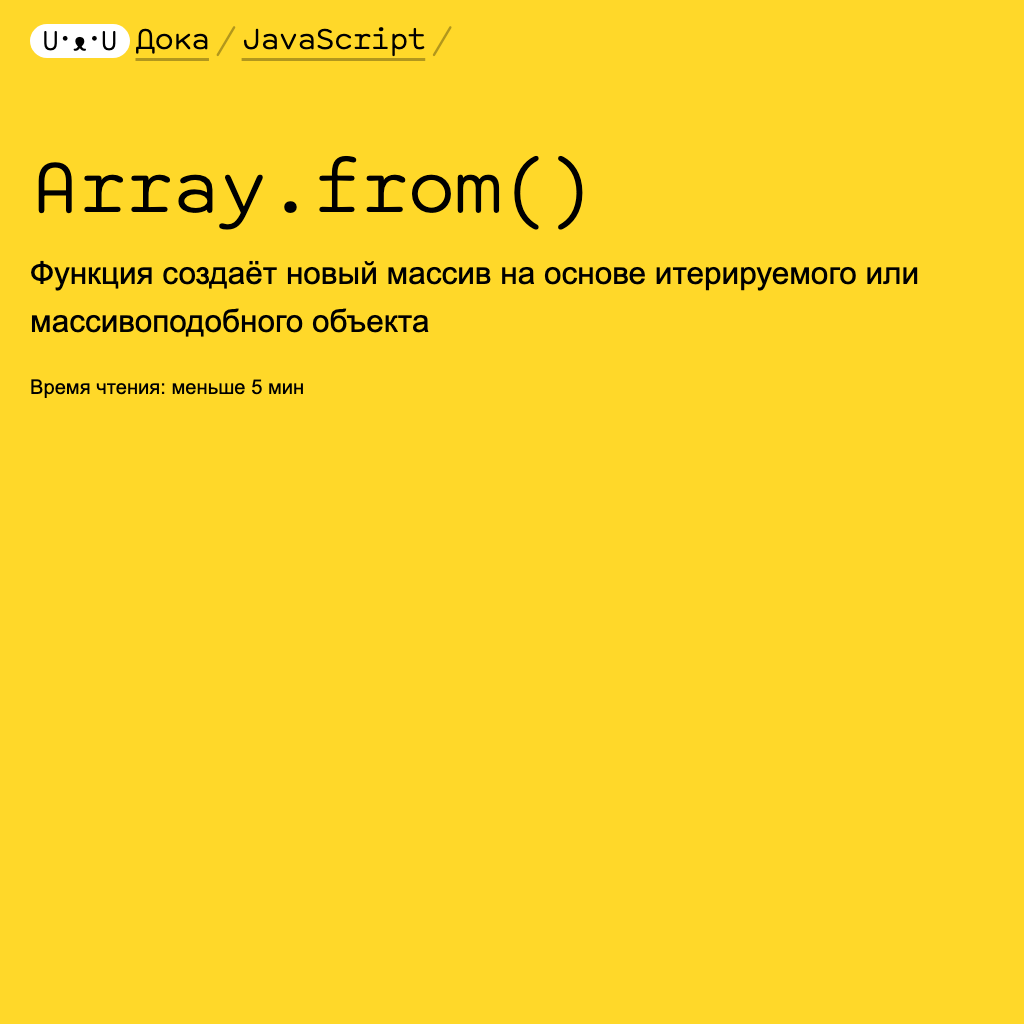 U·ᴥ·U Дока / JavaScript /
Array.from()
Функция создаёт новый массив на основе итерируемого или
массивоподобного объекта
Время чтения: меньше 5 мин